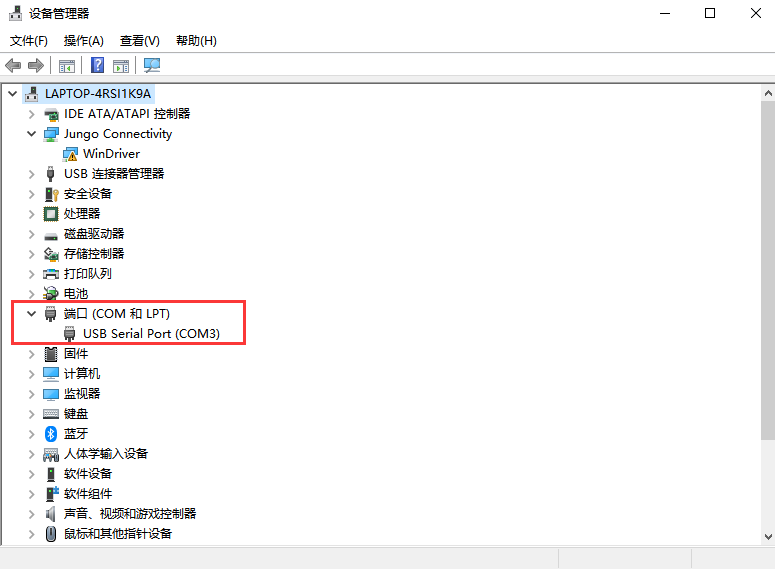 设备管理器
文件(F) 操作(A) 查看(V) 帮助(H)
LAPTOP-4RSI1K9A
IDE ATA/ATAPI 控制器
Jungo Connectivity
WinDriver
USB 连接器管理器
安全设备
处理器
磁盘驱动器
存储控制器
打印队列
电池
端口 (COM 和 LPT)
USB Serial Port (COM3)
固件
计算机
监视器
键盘
蓝牙
人体学输入设备
软件设备
软件组件
声音、视频和游戏控制器
鼠标和其他指针设备